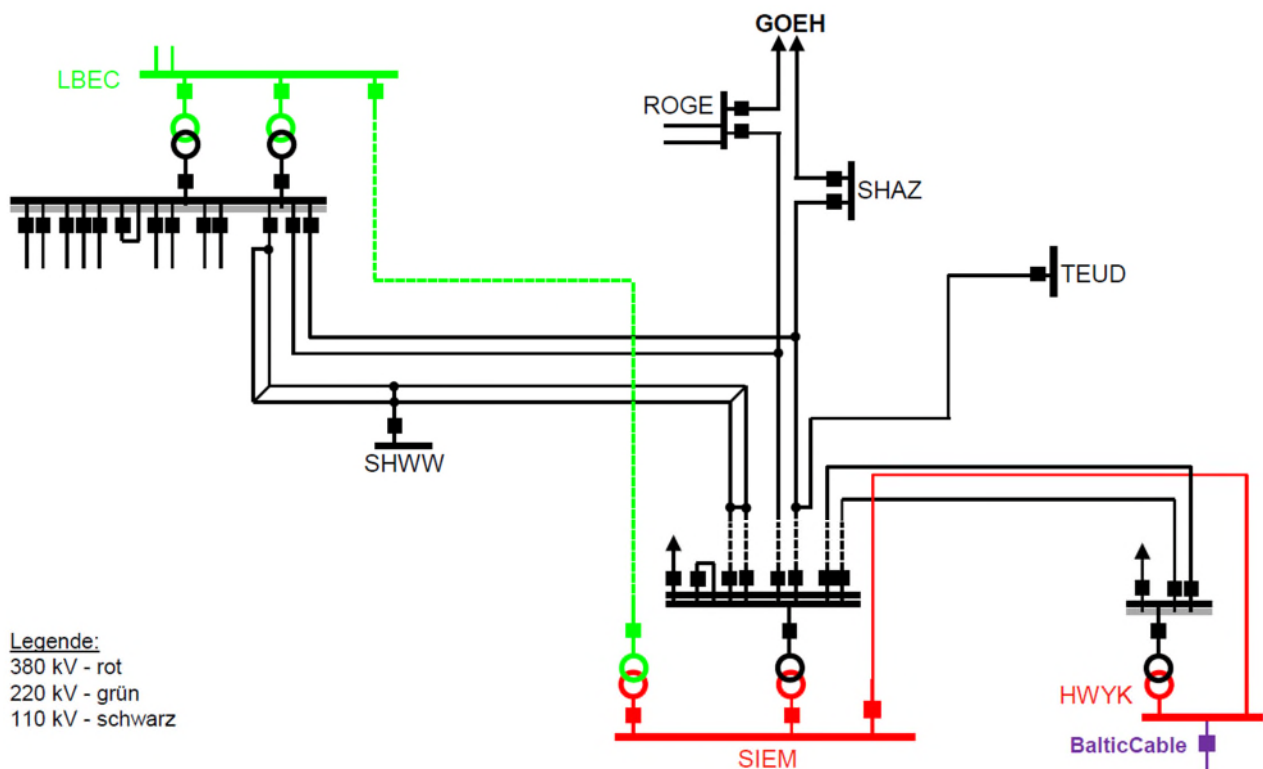 GOEH
LBEC
ROGE
SHAZ
TEUD
SHWW
Legende:
380 kV - rot
220 kV - grün
110 kV - schwarz
HWYK
BalticCable
SIEM